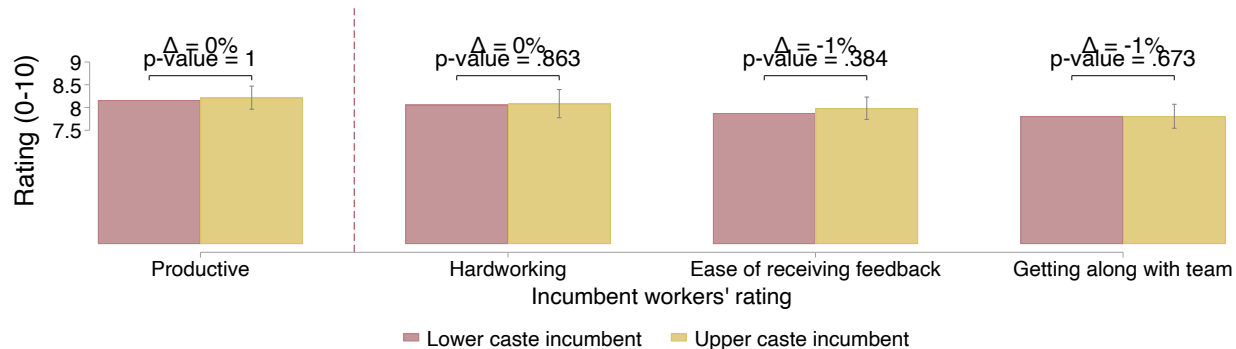 Δ = 0%
p-value = 1
Δ = 0%
p-value = .863
Δ = -1%
p-value = .384
Δ = -1%
p-value = .673
Rating (0-10)
9
8.5
8
7.5
Productive
Hardworking
Ease of receiving feedback
Getting along with team
Incumbent workers' rating
Lower caste incumbent
Upper caste incumbent